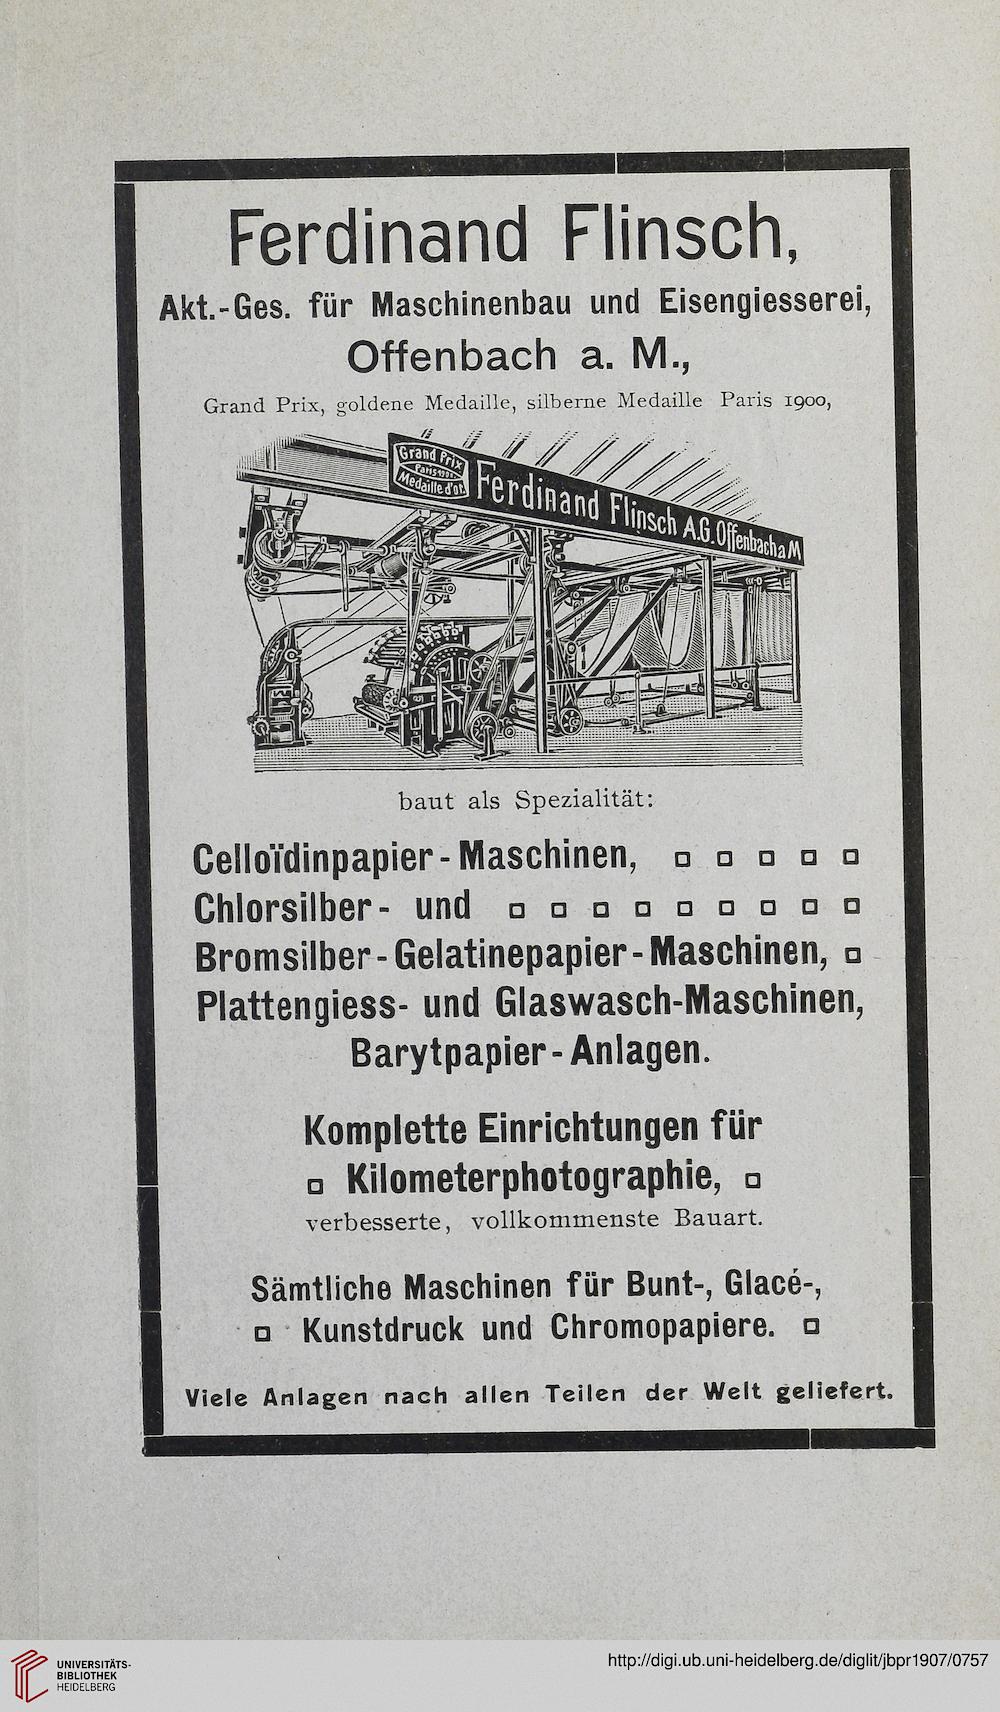 Ferdinand Flinsch,
Akt.-Ges. für Maschinenbau und Eisengiesserei,
Offenbach a. M.,
Grand Prix, goldene Medaille, silberne Medaille Paris 1900,
Grand Prix
Paris
Medaille d'or
Ferdinand Flinsch A.G. Offenbach a M
baut als Spezialität:
Celloïdinpapier-Maschinen,
Chlorsilber- und
Bromsilber-Gelatinepapier-Maschinen,
Plattengiess- und Glaswasch-Maschinen,
Barytpapier-Anlagen.
Komplette Einrichtungen für
Kilometerphotographie,
verbesserte, vollkommenste Bauart.
Sämtliche Maschinen für Bunt-, Glacé-,
Kunstdruck und Chromopapiere.
Viele Anlagen nach allen Teilen der Welt geliefert.
UNIVERSITÄTS-
BIBLIOTHEK
HEIDELBERG
http://digi.ub.uni-heidelberg.de/diglit/jbpr1907/0757